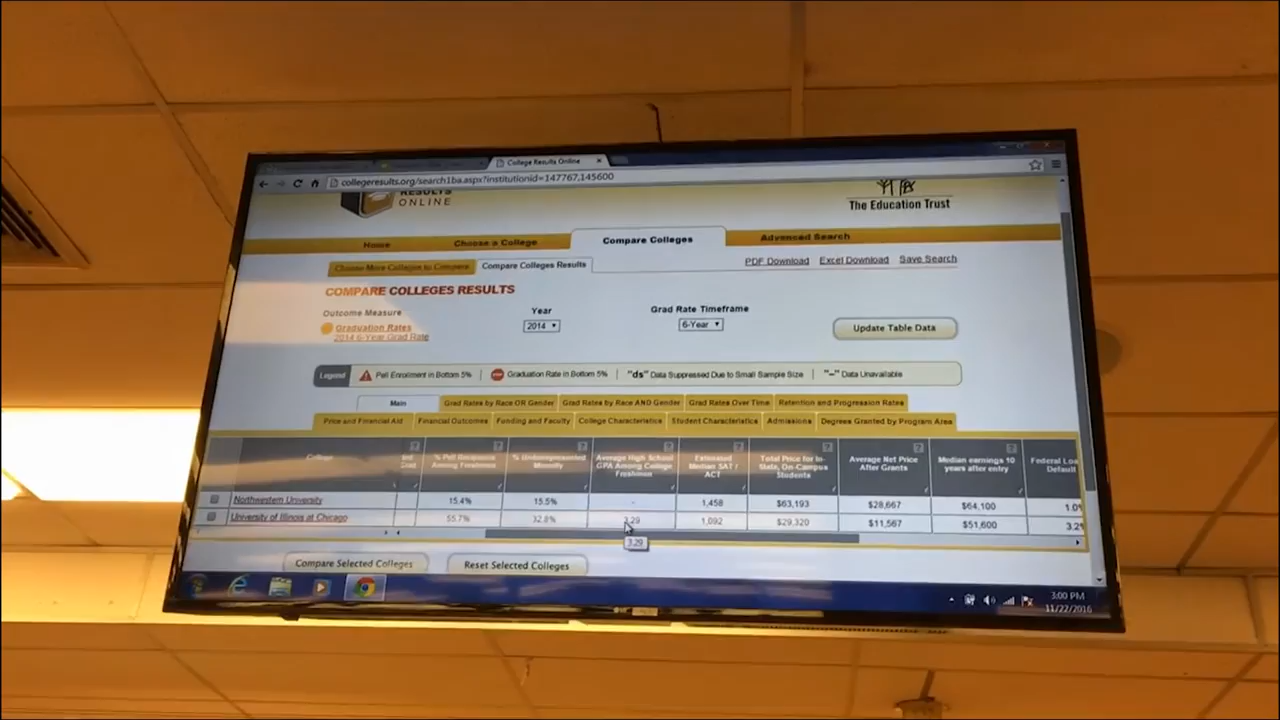 College Results Online
collegeresults.org/search1ba.aspx?institutionid=147767,145600
RESULTS
ONLINE
The Education Trust
Home Choose a College Compare Colleges Advanced Search
Choose More Colleges to Compare Compare Colleges Results PDF Download Excel Download Save Search
COMPARE COLLEGES RESULTS
Outcome Measure Year Grad Rate Timeframe
Graduation Rates 2014 6-Year Update Table Data
2014 6-Year Grad Rate
Legend Pell Enrollment in Bottom 5% Graduation Rate in Bottom 5% "ds" Data Suppressed Due to Small Sample Size "--" Data Unavailable
Main Grad Rates by Race OR Gender Grad Rates by Race AND Gender Grad Rates Over Time Retention and Progression Rates
Price and Financial Aid Financial Outcomes Funding and Faculty College Characteristics Student Characteristics Admissions Degrees Granted by Program Area
College % Pell Recipients Among Freshmen % Underrepresented Minority Average High School GPA Among College Freshmen Estimated Median SAT / ACT Total Price for In-State, On-Campus Students Average Net Price After Grants Median earnings 10 years after entry Federal Loa Default
Northwestern University 15.4% 15.5% - 1,458 $63,193 $28,667 $64,100 1.0%
University of Illinois at Chicago 55.7% 32.8% 3.29 1,092 $29,320 $11,567 $51,600 3.2%
3.29
Compare Selected Colleges Reset Selected Colleges
3:00 PM
11/22/2016